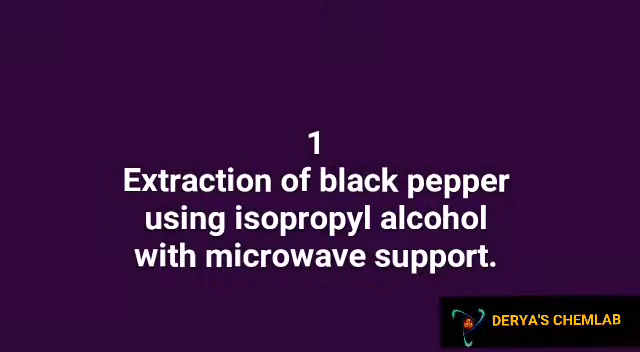 1
Extraction of black pepper
using isopropyl alcohol
with microwave support.
DERYA'S CHEMLAB